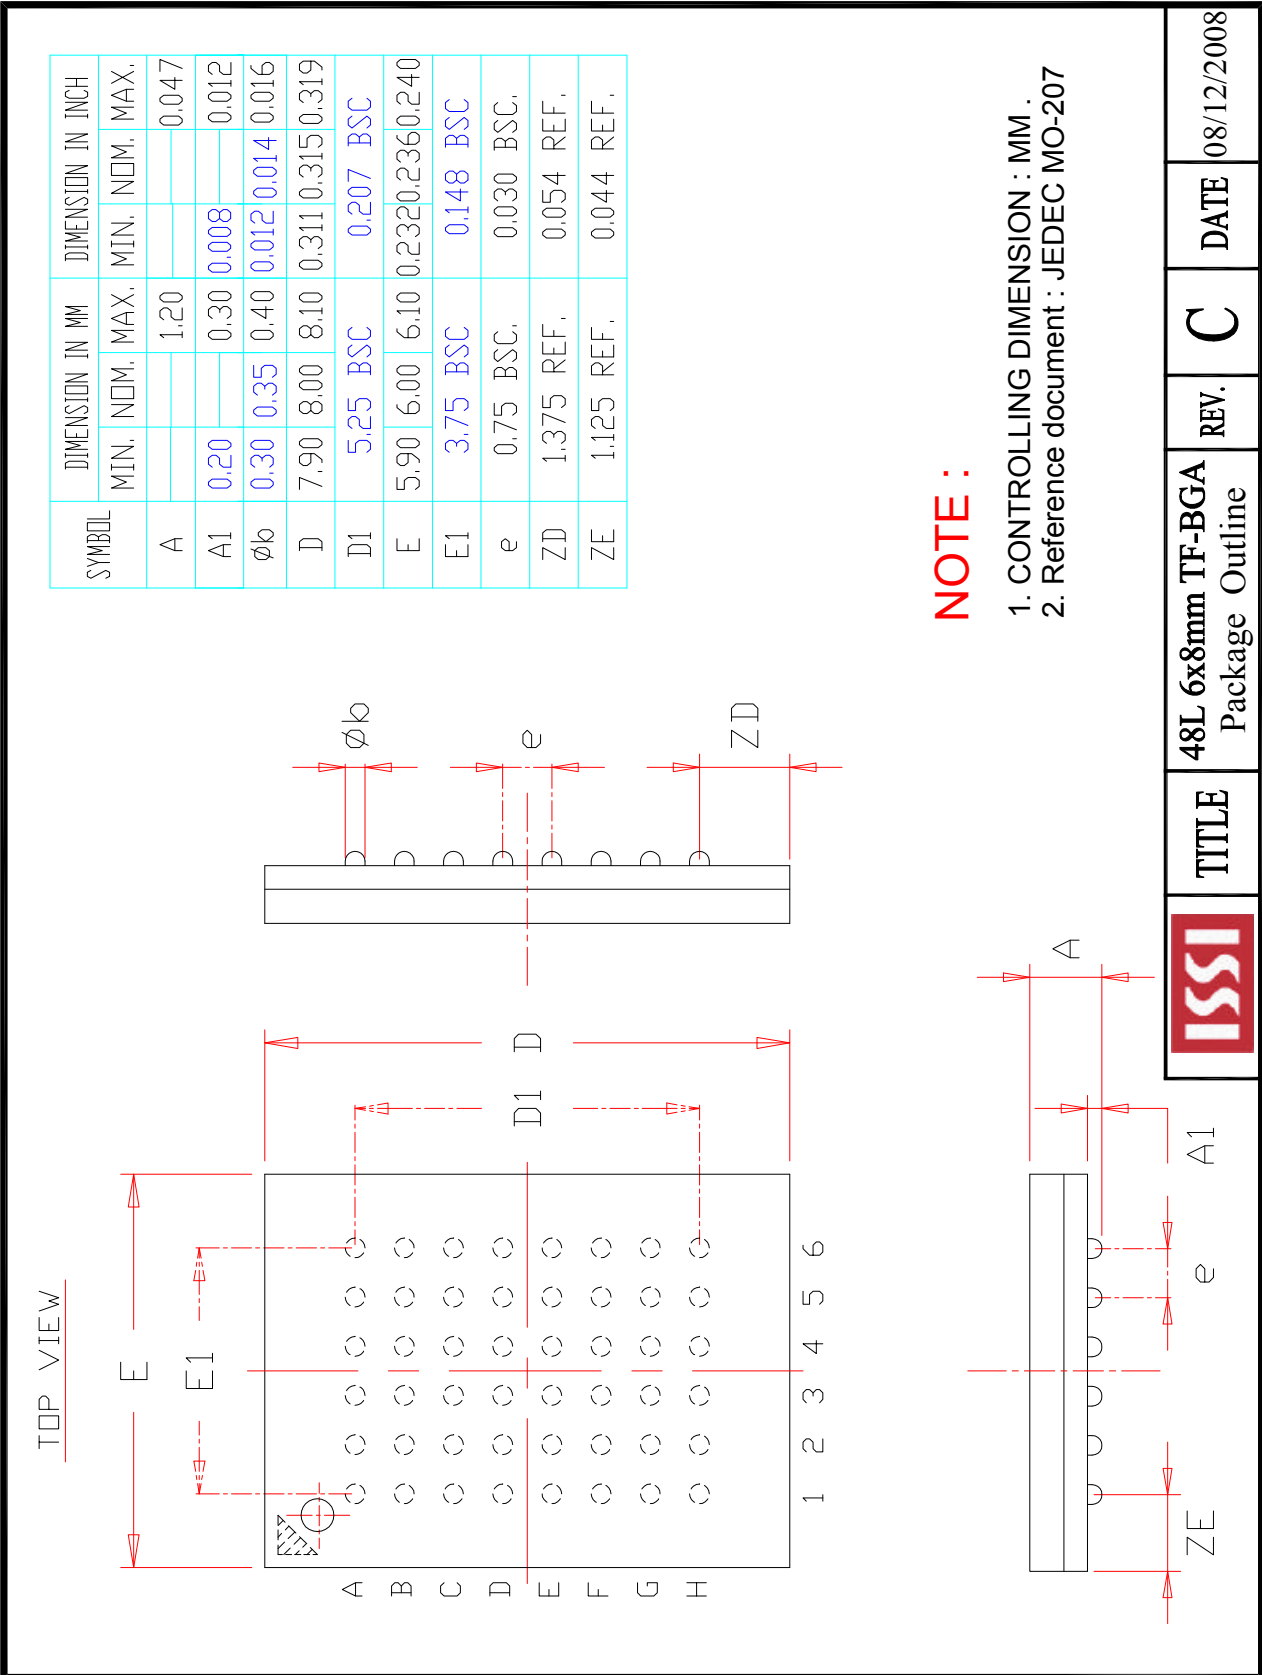 TOP VIEW
E
E1
A
B
C
D
E
F
G
H
1 2 3 4 5 6
D1
D
Øb
e
ZD
ZE
e
A1
A
SYMBOL DIMENSION IN MM DIMENSION IN INCH
MIN. NOM. MAX. MIN. NOM. MAX.
A 1.20 0.047
A1 0.20 0.30 0.008 0.012
Øb 0.30 0.35 0.40 0.012 0.014 0.016
D 7.90 8.00 8.10 0.311 0.315 0.319
D1 5.25 BSC 0.207 BSC
E 5.90 6.00 6.10 0.232 0.236 0.240
E1 3.75 BSC 0.148 BSC
e 0.75 BSC. 0.030 BSC.
ZD 1.375 REF. 0.054 REF.
ZE 1.125 REF. 0.044 REF.
NOTE :
1. CONTROLLING DIMENSION : MM .
2. Reference document : JEDEC MO-207
ISSI
TITLE
48L 6x8mm TF-BGA
Package Outline
REV.
C
DATE
08/12/2008